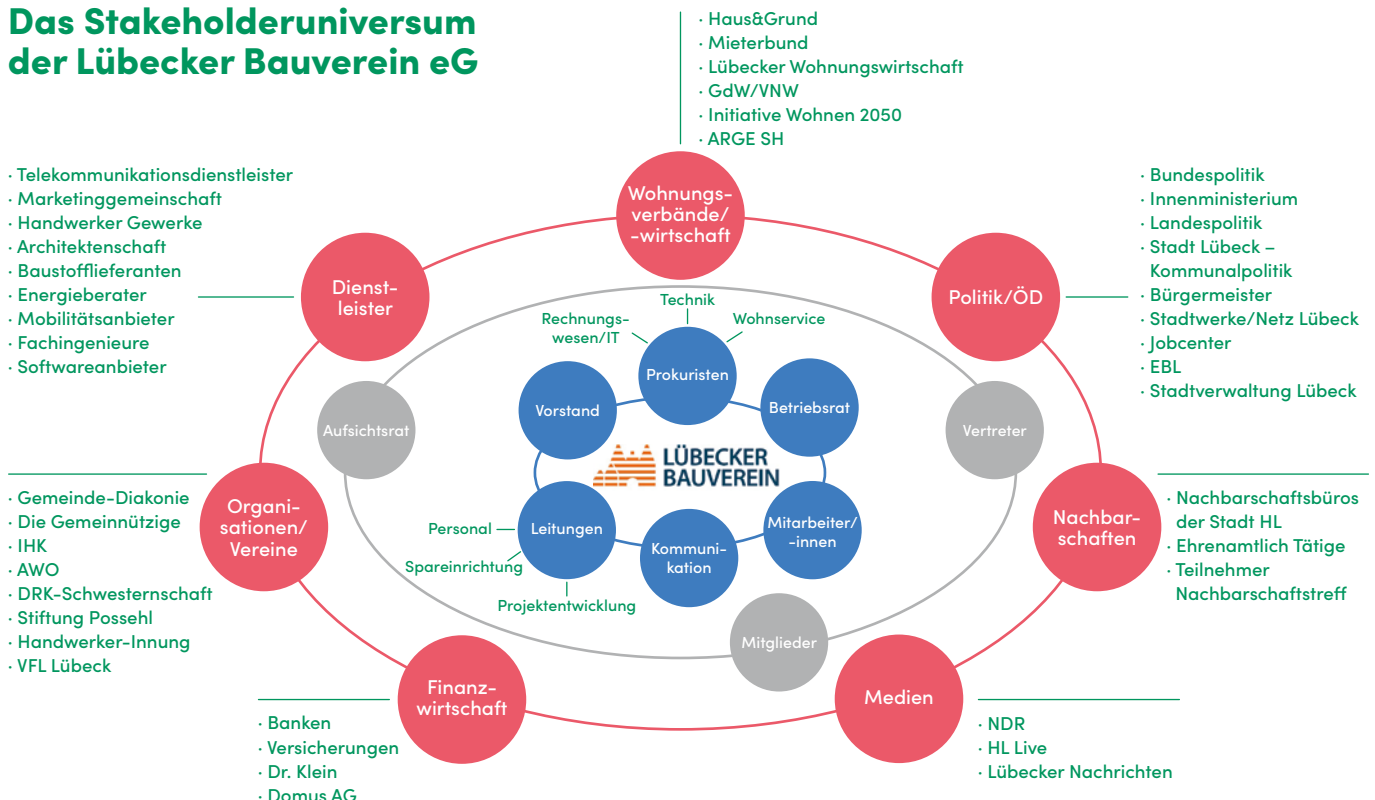 Das Stakeholderuniversum
der Lübecker Bauverein eG
· Haus&Grund
· Mieterbund
· Lübecker Wohnungswirtschaft
· GdW/VNW
· Initiative Wohnen 2050
· ARGE SH
Wohnungs-
verbände/
-wirtschaft
· Telekommunikationsdienstleister
· Marketinggemeinschaft
· Handwerker Gewerke
· Architektenschaft
· Baustofflieferanten
· Energieberater
· Mobilitätsanbieter
· Fachingenieure
· Softwareanbieter
Dienst-
leister
Politik/ÖD
· Bundespolitik
· Innenministerium
· Landespolitik
· Stadt Lübeck –
Kommunalpolitik
· Bürgermeister
· Stadtwerke/Netz Lübeck
· Jobcenter
· EBL
· Stadtverwaltung Lübeck
Technik
Rechnungs-
wesen/IT
Wohnservice
Prokuristen
Vorstand
Betriebsrat
Aufsichtsrat
Vertreter
LÜBECKER
BAUVEREIN
· Gemeinde-Diakonie
· Die Gemeinnützige
· IHK
· AWO
· DRK-Schwesternschaft
· Stiftung Possehl
· Handwerker-Innung
· VFL Lübeck
Organi-
sationen/
Vereine
Personal
Leitungen
Spareinrichtung
Projektentwicklung
Kommuni-
kation
Mitarbeiter/
-innen
Nachbar-
schaften
· Nachbarschaftsbüros
der Stadt HL
· Ehrenamtlich Tätige
· Teilnehmer
Nachbarschaftstreff
Mitglieder
Finanz-
wirtschaft
· Banken
· Versicherungen
· Dr. Klein
· Domus AG
Medien
· NDR
· HL Live
· Lübecker Nachrichten